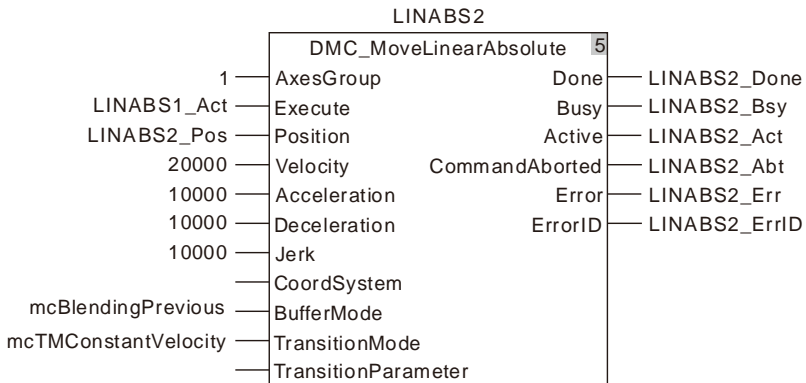 LINABS2
DMC_MoveLinearAbsolute 5
1 AxesGroup Done LINABS2_Done
LINABS1_Act Execute Busy LINABS2_Bsy
LINABS2_Pos Position Active LINABS2_Act
20000 Velocity CommandAborted LINABS2_Abt
10000 Acceleration Error LINABS2_Err
10000 Deceleration ErrorID LINABS2_ErrID
10000 Jerk
CoordSystem
mcBlendingPrevious BufferMode
mcTMConstantVelocity TransitionMode
TransitionParameter